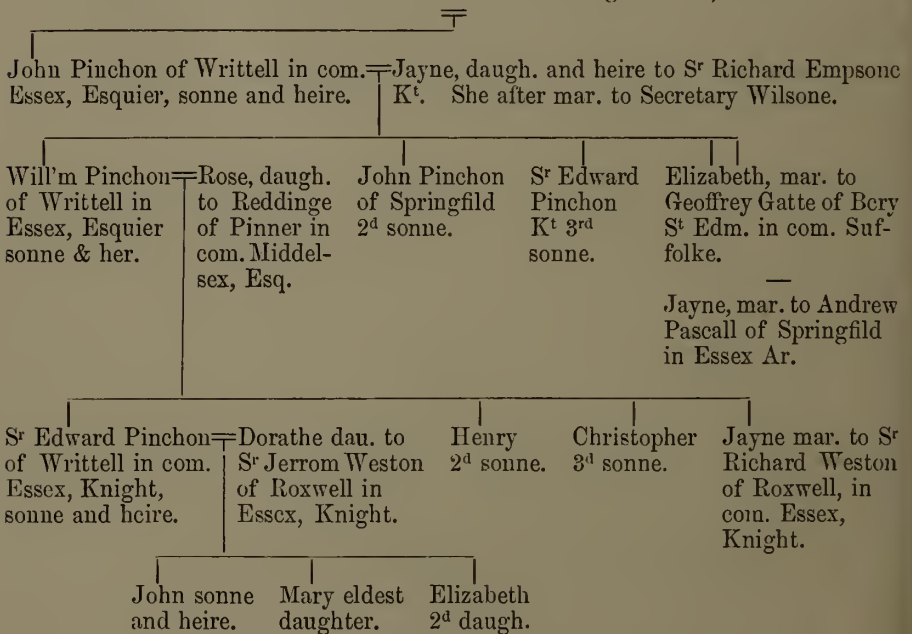 John Pinchon of Writtell in com.
Essex, Esquier, sonne and heire.
Jayne, daugh. and heire to Sr Richard Empsone
Kt. She after mar. to Secretary Wilsone.
Will'm Pinchon
of Writtell in
Essex, Esquier
sonne & her.
Rose, daugh.
to Reddinge
of Pinner in
com. Middel-
sex, Esq.
John Pinchon
of Springfild
2d sonne.
Sr Edward
Pinchon
Kt 3rd
sonne.
Elizabeth, mar. to
Geoffrey Gatte of Bery
St Edm. in com. Suf-
folke.
Jayne, mar. to Andrew
Pascall of Springfild
in Essex Ar.
Sr Edward Pinchon
of Writtell in com.
Essex, Knight,
sonne and heire.
Dorathe dau. to
Sr Jerrom Weston
of Roxwell in
Essex, Knight.
Henry
2d sonne.
Christopher
3d sonne.
Jayne mar. to Sr
Richard Weston
of Roxwell, in
com. Essex,
Knight.
John sonne
and heire.
Mary eldest
daughter.
Elizabeth
2d daugh.